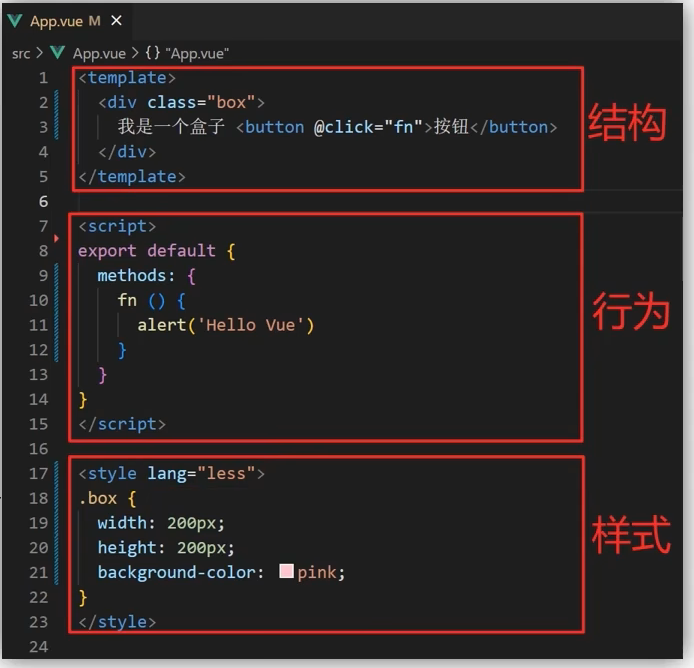 App.vue M ×
src > App.vue > {} "App.vue"
1 <template>
2 <div class="box">
3 我是一个盒子 <button @click="fn">按钮</button>
4 </div>
5 </template>
结构
6
7 <script>
8 export default {
9 methods: {
10 fn () {
11 alert('Hello Vue')
12 }
13 }
14 }
15 </script>
行为
16
17 <style lang="less">
18 .box {
19 width: 200px;
20 height: 200px;
21 background-color: pink;
22 }
23 </style>
样式
24